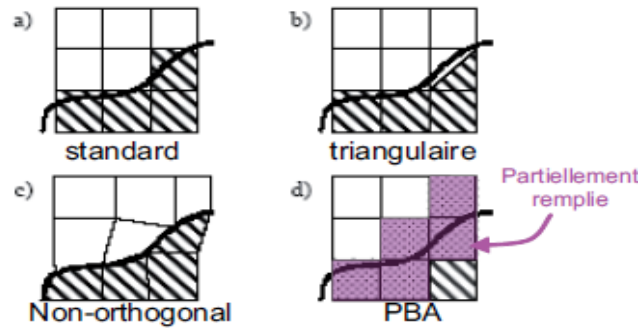 a)
standard
b)
triangulaire
c)
Non-orthogonal
d)
Partiellement
remplie
PBA